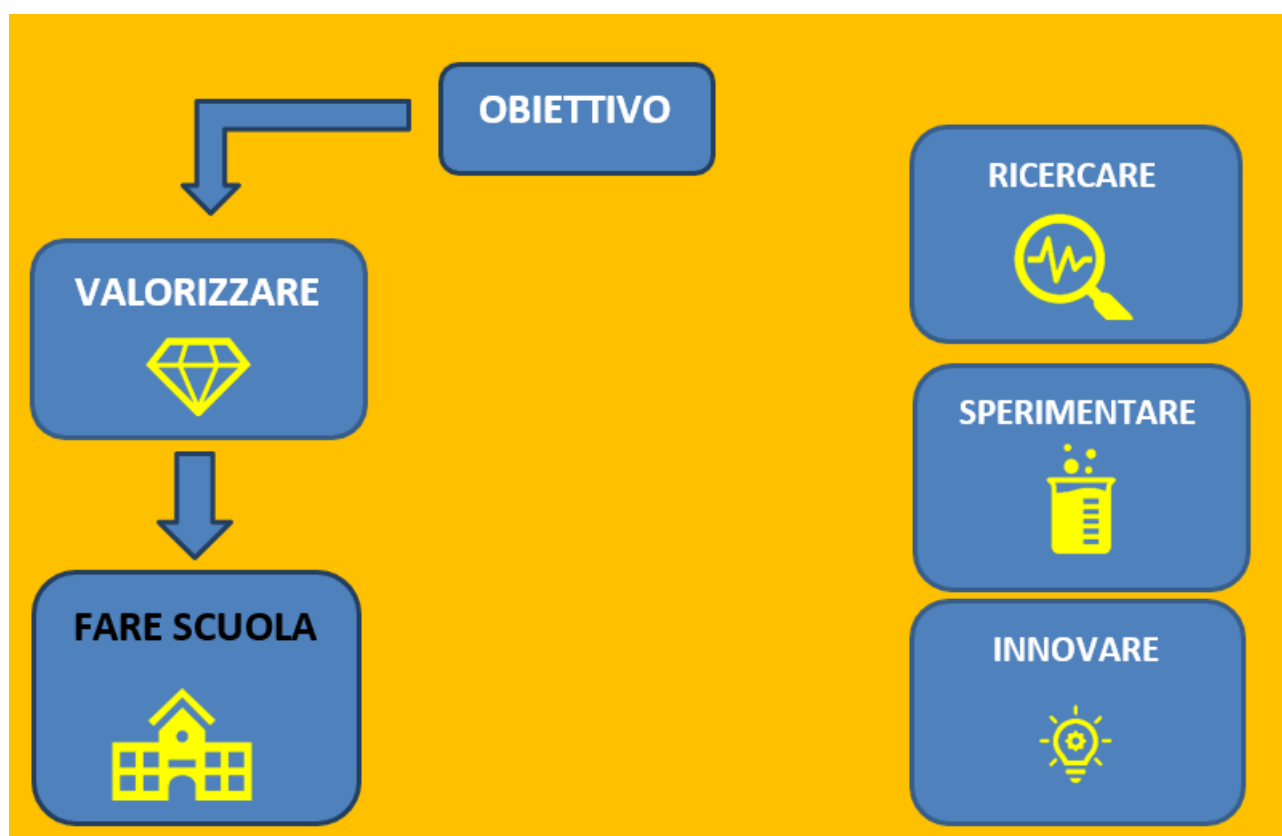 OBIETTIVO
VALORIZZARE
FARE SCUOLA
RICERCARE
SPERIMENTARE
INNOVARE